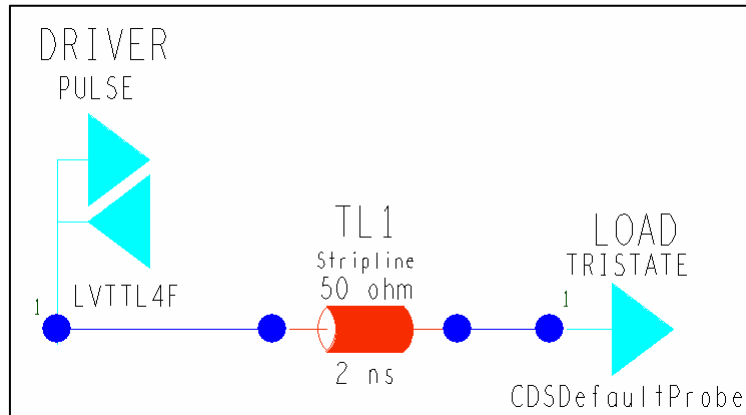 DRIVER
PULSE
1
LVTTL4F
TL1
Stripline
50 ohm
2 ns
LOAD
TRISTATE
1
CDSDefaultProbe